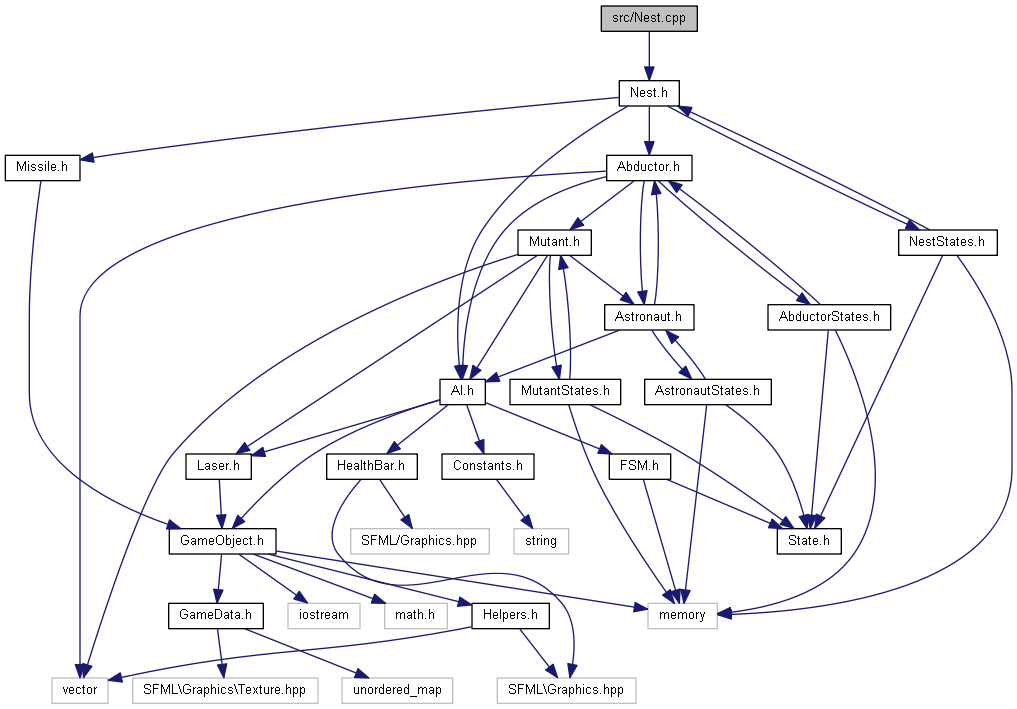 src/Nest.cpp
Nest.h
Missile.h
Abductor.h
Mutant.h
NestStates.h
Astronaut.h
AbductorStates.h
AI.h
MutantStates.h
AstronautStates.h
Laser.h
HealthBar.h
Constants.h
FSM.h
GameObject.h
SFML/Graphics.hpp
string
State.h
GameData.h
iostream
math.h
Helpers.h
memory
vector
SFML\Graphics\Texture.hpp
unordered_map
SFML\Graphics.hpp